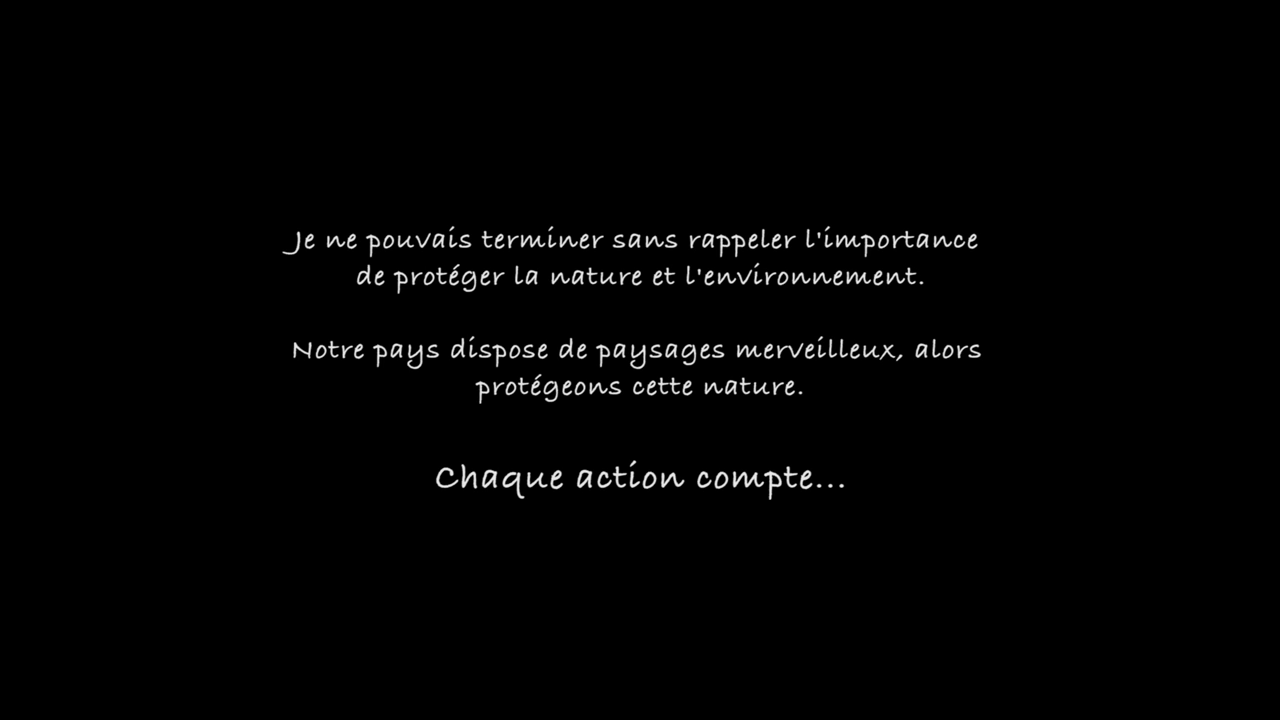 Je ne pouvais terminer sans rappeler l'importance
de protéger la nature et l'environnement.
Notre pays dispose de paysages merveilleux, alors
protégeons cette nature.
Chaque action compte...